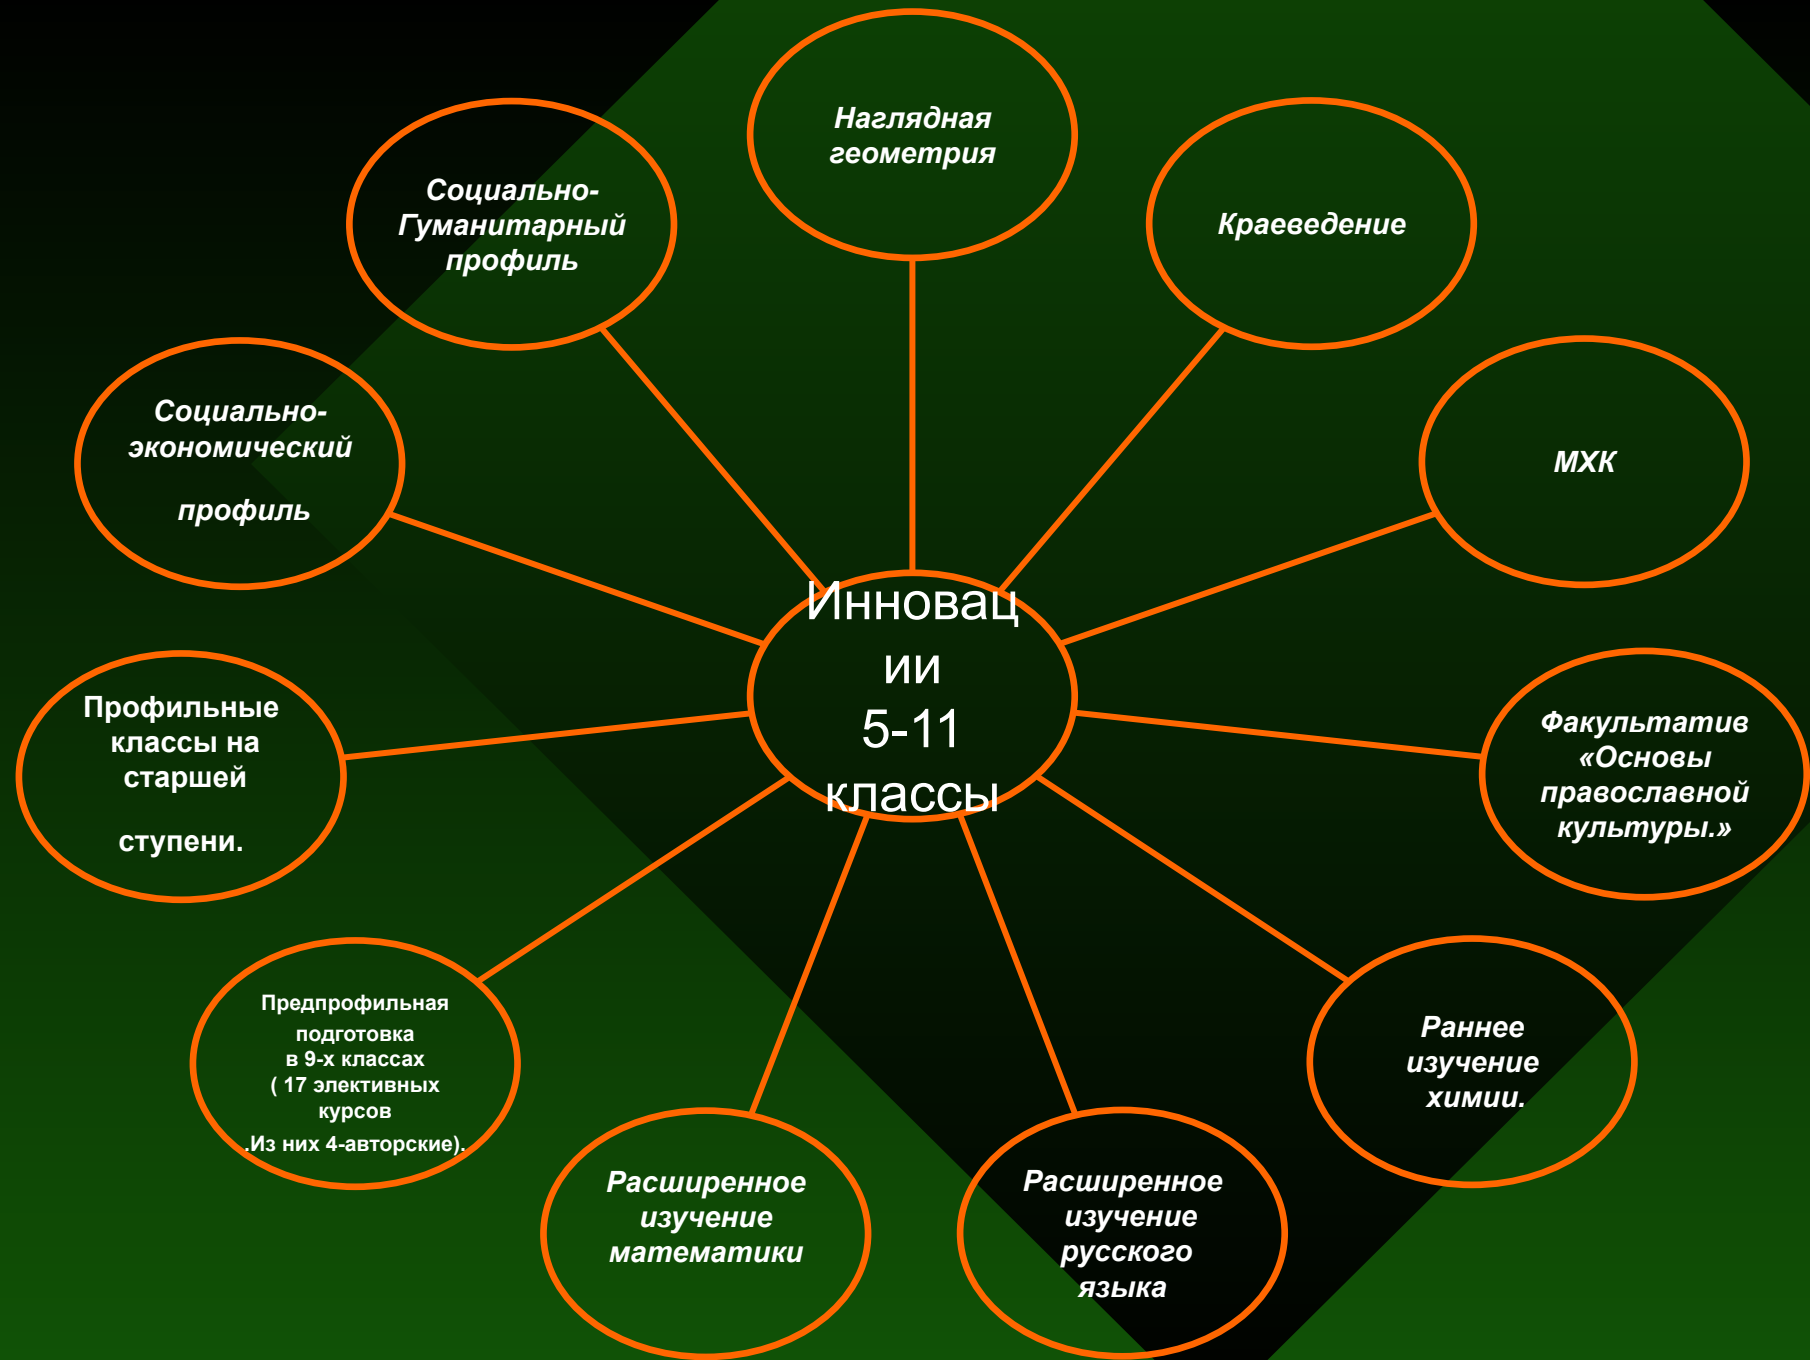 Наглядная
геометрия
Социально-
Гуманитарный
профиль
Краеведение
Социально-
экономический
профиль
МХК
Инновац
ии
5-11
классы
Профильные
классы на
старшей
ступени.
Факультатив
«Основы
православной
культуры.»
Предпрофильная
подготовка
в 9-х классах
( 17 элективных
курсов
.Из них 4-авторские).
Раннее
изучение
химии.
Расширенное
изучение
математики
Расширенное
изучение
русского
языка